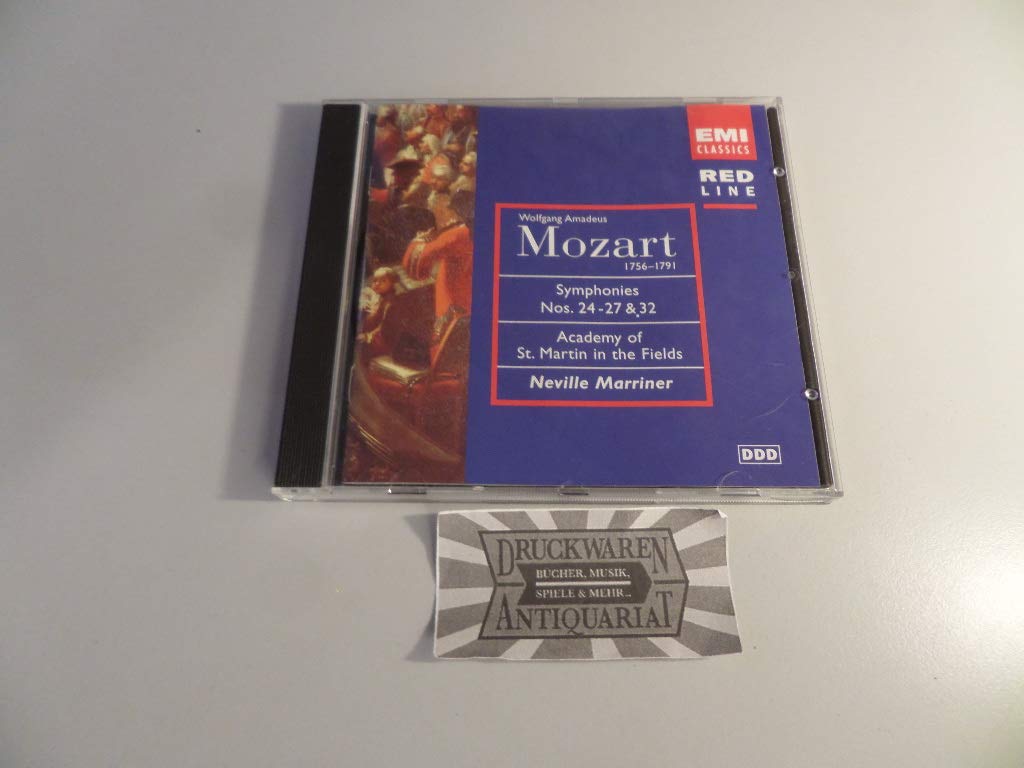 EMI
CLASSICS
RED
LINE
Wolfgang Amadeus
Mozart
1756–1791
Symphonies
Nos. 24-27 & 32
Academy of
St. Martin in the Fields
Neville Marriner
DDD
DRUCKWAREN
BÜCHER, MUSIK,
SPIELE & MEHR...
ANTIQUARIAT